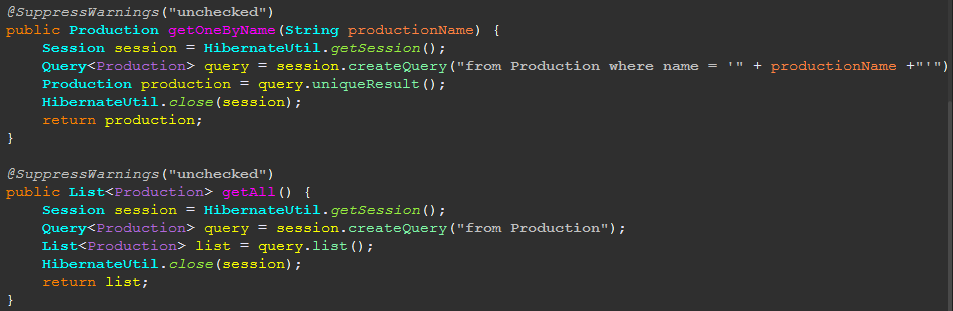 @SuppressWarnings("unchecked")
public Production getOneByName(String productionName) {
    Session session = HibernateUtil.getSession();
    Query<Production> query = session.createQuery("from Production where name = '" + productionName +"'")
    Production production = query.uniqueResult();
    HibernateUtil.close(session);
    return production;
}

@SuppressWarnings("unchecked")
public List<Production> getAll() {
    Session session = HibernateUtil.getSession();
    Query<Production> query = session.createQuery("from Production");
    List<Production> list = query.list();
    HibernateUtil.close(session);
    return list;
}